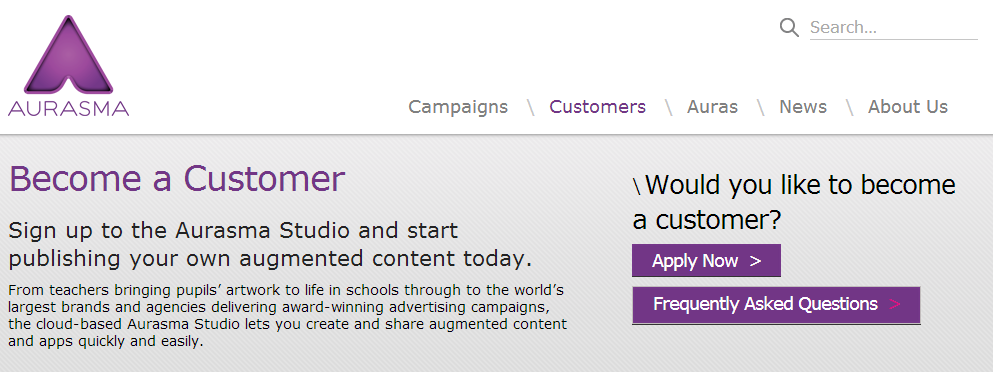 Search...
AURASMA
Campaigns \ Customers \ Auras \ News \ About Us
Become a Customer
Sign up to the Aurasma Studio and start
publishing your own augmented content today.
From teachers bringing pupils’ artwork to life in schools through to the world’s
largest brands and agencies delivering award-winning advertising campaigns,
the cloud-based Aurasma Studio lets you create and share augmented content
and apps quickly and easily.
\ Would you like to become
a customer?
Apply Now >
Frequently Asked Questions >